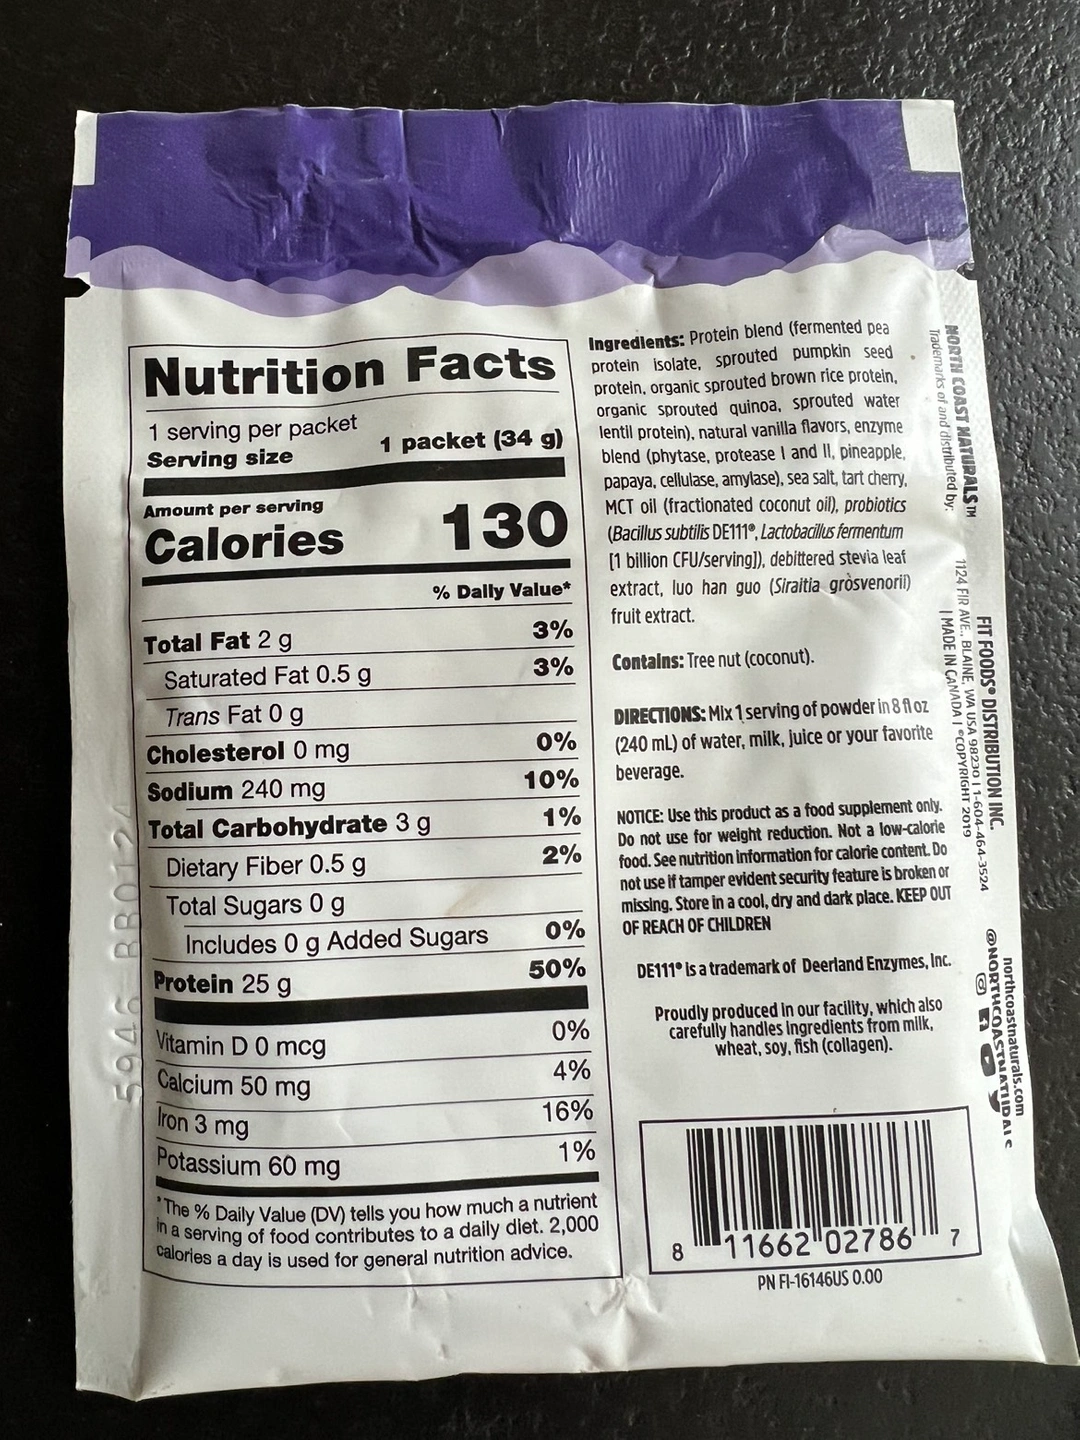 Nutrition Facts
1 serving per packet
Serving size 1 packet (34 g)
Amount per serving
Calories 130
% Daily Value*
Total Fat 2 g 3%
Saturated Fat 0.5 g 3%
Trans Fat 0 g
Cholesterol 0 mg 0%
Sodium 240 mg 10%
Total Carbohydrate 3 g 1%
Dietary Fiber 0.5 g 2%
Total Sugars 0 g
Includes 0 g Added Sugars 0%
Protein 25 g 50%
Vitamin D 0 mcg 0%
Calcium 50 mg 4%
Iron 3 mg 16%
Potassium 60 mg 1%
*The % Daily Value (DV) tells you how much a nutrient
in a serving of food contributes to a daily diet. 2,000
calories a day is used for general nutrition advice.
Ingredients: Protein blend (fermented pea
protein isolate, sprouted pumpkin seed
protein, organic sprouted brown rice protein,
organic sprouted quinoa, sprouted water
lentil protein), natural vanilla flavors, enzyme
blend (phytase, protease I and II, pineapple,
papaya, cellulase, amylase), sea salt, tart cherry,
MCT oil (fractionated coconut oil), probiotics
(Bacillus subtilis DE111®, Lactobacillus fermentum
[1 billion CFU/serving]), debittered stevia leaf
extract, luo han guo (Siraitia grosvenorii)
fruit extract.
Contains: Tree nut (coconut).
DIRECTIONS: Mix 1 serving of powder in 8 fl oz
(240 mL) of water, milk, juice or your favorite
beverage.
NOTICE: Use this product as a food supplement only.
Do not use for weight reduction. Not a low-calorie
food. See nutrition information for calorie content. Do
not use if tamper evident security feature is broken or
missing. Store in a cool, dry and dark place. KEEP OUT
OF REACH OF CHILDREN
DE111® is a trademark of Deerland Enzymes, Inc.
Proudly produced in our facility, which also
carefully handles ingredients from milk,
wheat, soy, fish (collagen).
8 11662 02786 7
PN FI-16146US 0.00
NORTH COAST NATURALS™
Trademarks of and distributed by:
FIT FOODS® DISTRIBUTION INC.
1124 FIR AVE., BLAINE, WA USA 98230 | 1-604-464-3524
| MADE IN CANADA | ©COPYRIGHT 2019
northcoastnaturals.com
@NORTHCOASTNATURALS
5946 BB0124